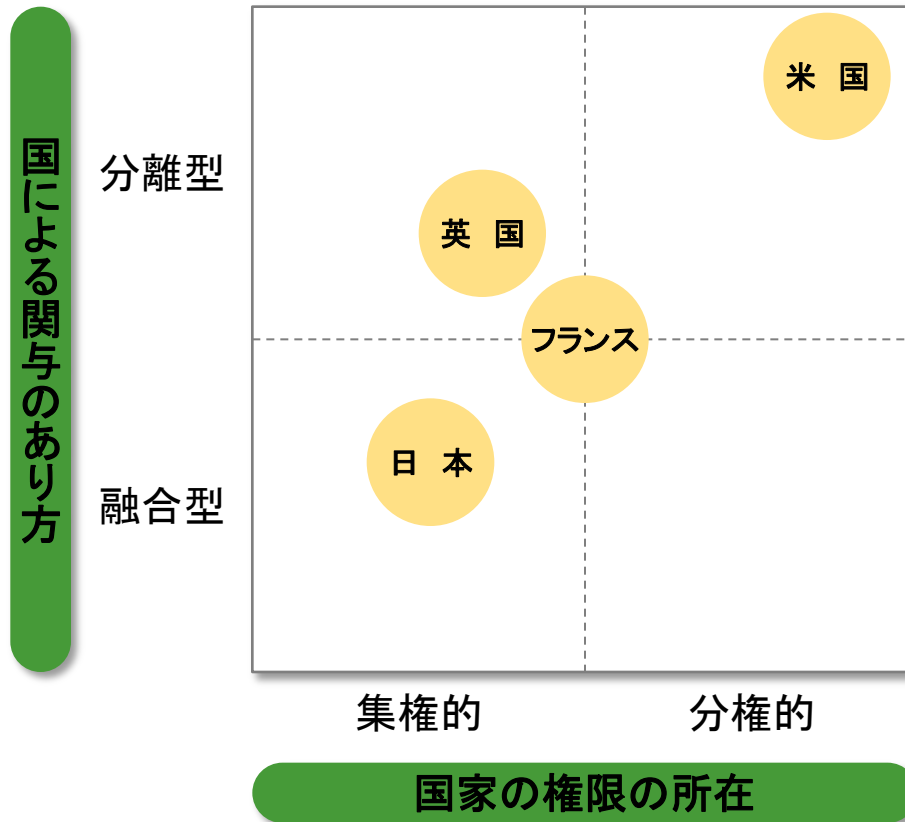 国による関与のあり方
分離型
融合型
米 国
英 国
フランス
日 本
集権的
分権的
国家の権限の所在